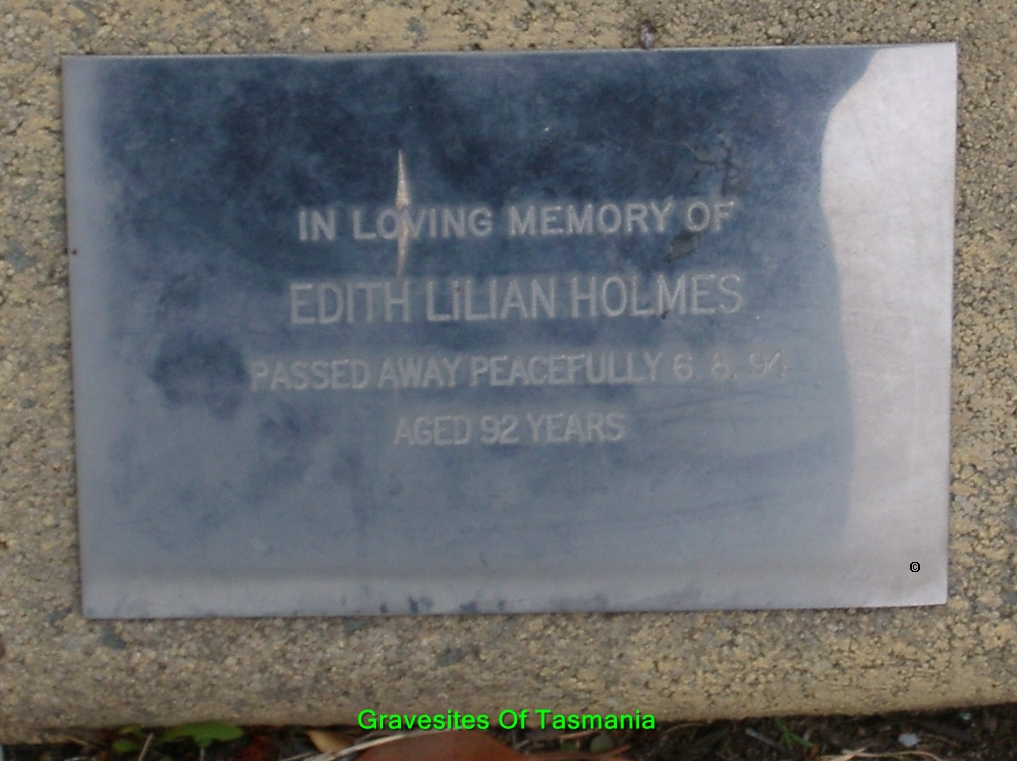 IN LOVING MEMORY OF
EDITH LILIAN HOLMES
PASSED AWAY PEACEFULLY 6. 8. 94
AGED 92 YEARS
©
Gravesites Of Tasmania